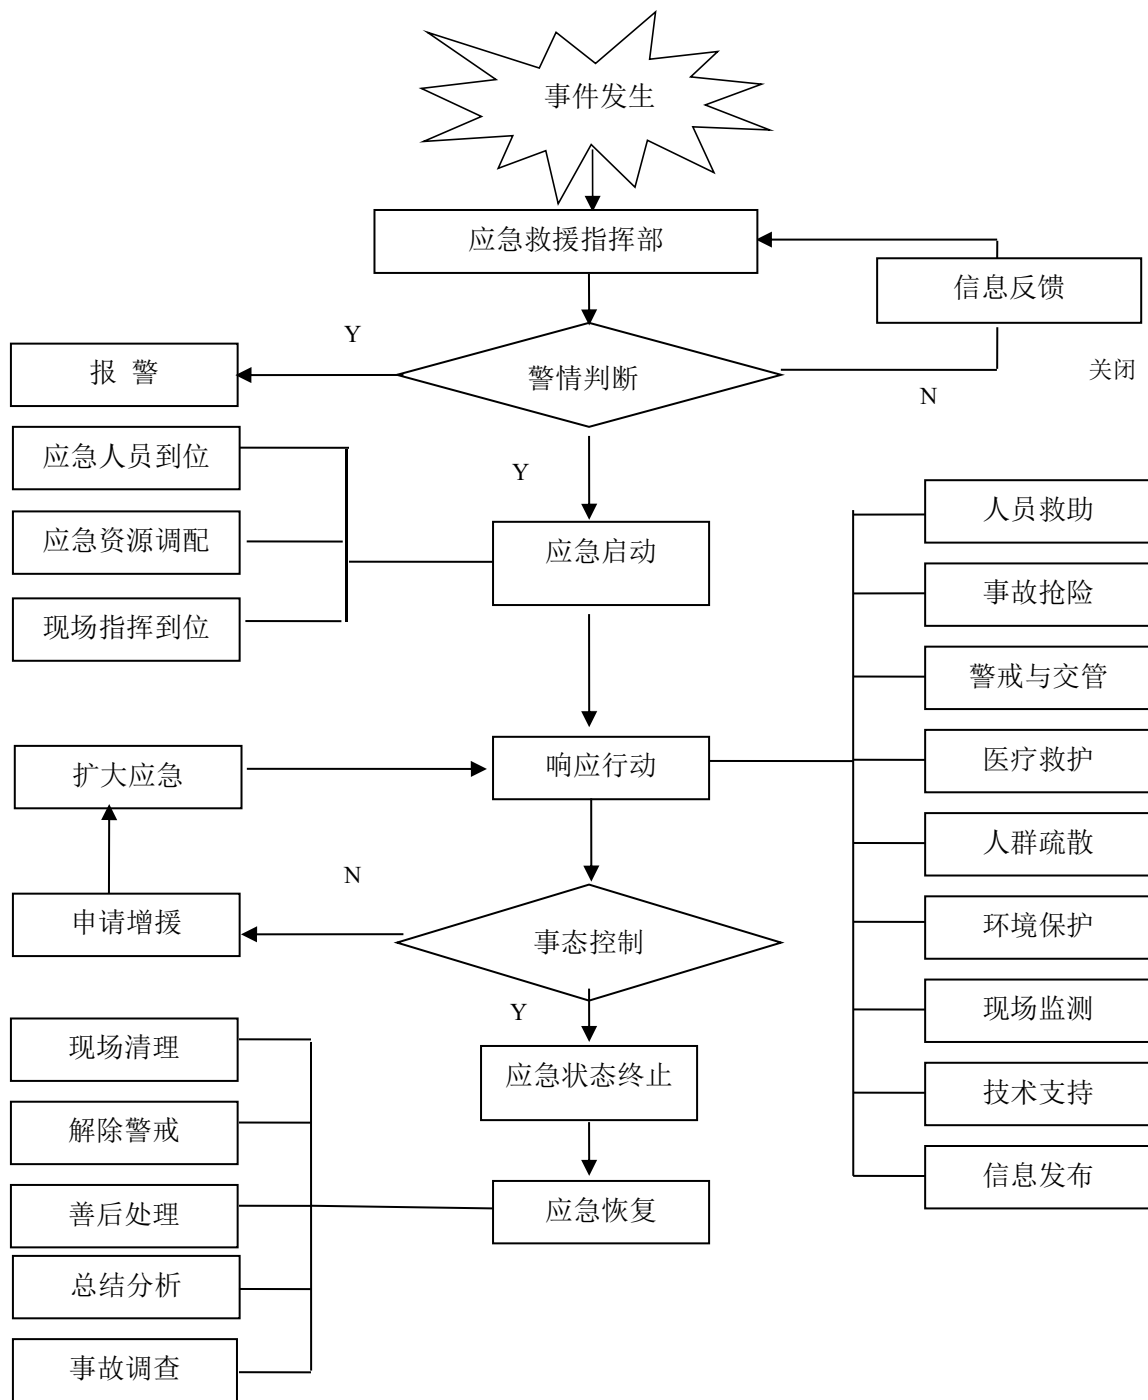 事件发生
应急救援指挥部
信息反馈
Y
报 警
警情判断
关闭
N
应急人员到位
Y
人员救助
应急资源调配
应急启动
事故抢险
现场指挥到位
警戒与交管
扩大应急
响应行动
医疗救护
人群疏散
N
申请增援
事态控制
环境保护
Y
现场清理
现场监测
应急状态终止
技术支持
解除警戒
信息发布
善后处理
应急恢复
总结分析
事故调查